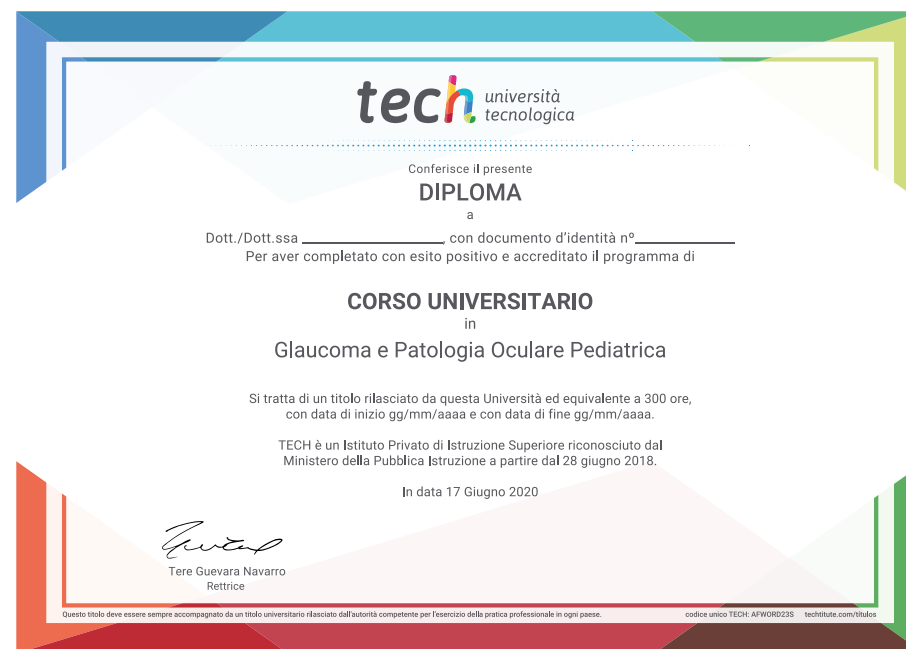 tech università
tecnologica
Conferisce il presente
DIPLOMA
a
Dott./Dott.ssa ________________, con documento d'identità nº____________
Per aver completato con esito positivo e accreditato il programma di
CORSO UNIVERSITARIO
in
Glaucoma e Patologia Oculare Pediatrica
Si tratta di un titolo rilasciato da questa Università ed equivalente a 300 ore,
con data di inizio gg/mm/aaaa e con data di fine gg/mm/aaaa.
TECH è un Istituto Privato di Istruzione Superiore riconosciuto dal
Ministero della Pubblica Istruzione a partire dal 28 giugno 2018.
In data 17 Giugno 2020
Tere Guevara Navarro
Rettrice
Questo titolo deve essere sempre accompagnato da un titolo universitario rilasciato dall'autorità competente per l'esercizio della pratica professionale in ogni paese. codice unico TECH: AFWORD23S techtitute.com/titulos